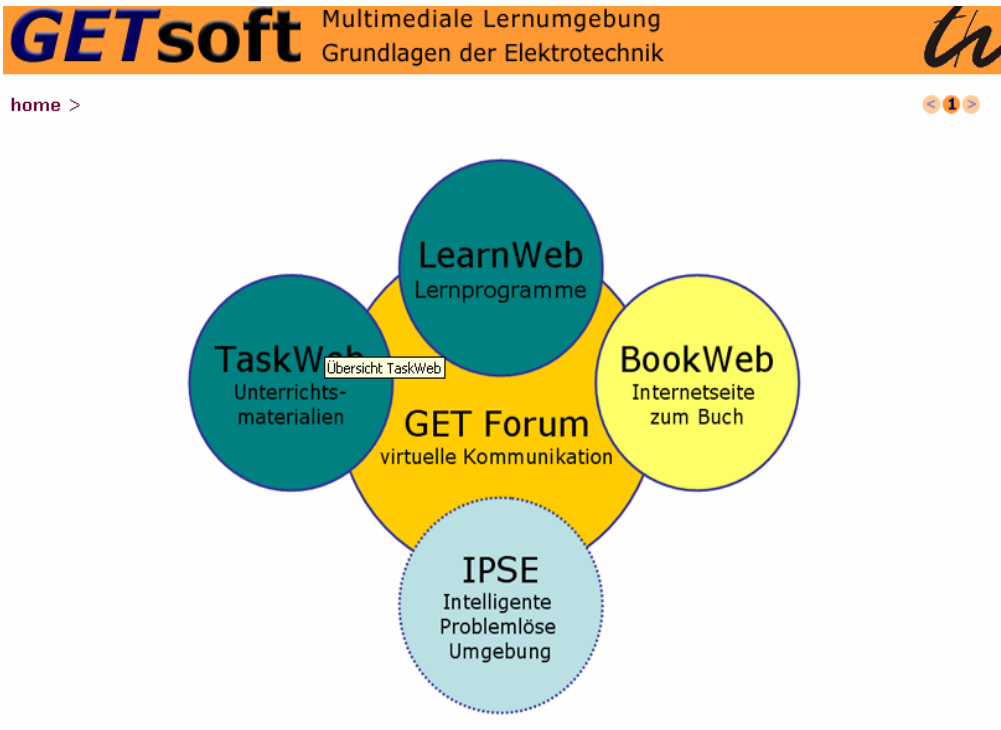 GETsoft
Multimediale Lernumgebung
Grundlagen der Elektrotechnik
th
home >
< 1 >
LearnWeb
Lernprogramme
TaskWeb
Unterrichts-
materialien
Übersicht TaskWeb
BookWeb
Internetseite
zum Buch
GET Forum
virtuelle Kommunikation
IPSE
Intelligente
Problemlöse
Umgebung